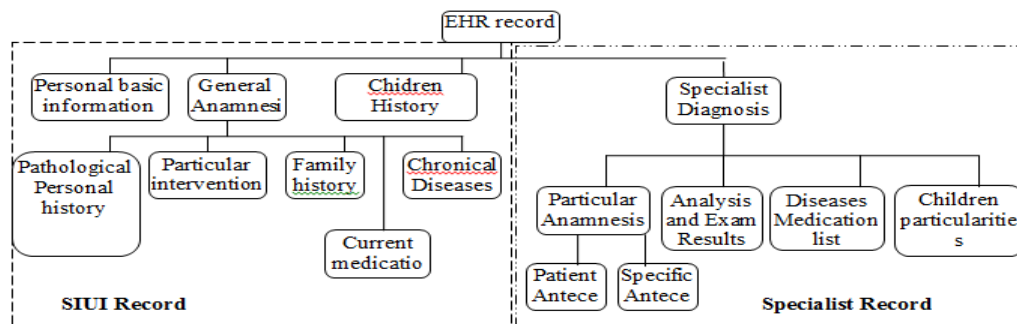 EHR record
Personal basic
information
General
Anamnesi
Chidren
History
Specialist
Diagnosis
Pathological
Personal
history
Particular
intervention
Family
history
Chronical
Diseases
Current
medicatio
Particular
Anamnesis
Analysis
and Exam
Results
Diseases
Medication
list
Children
particularitie
s
Patient
Antece
Specific
Antece
SIUI Record
Specialist Record